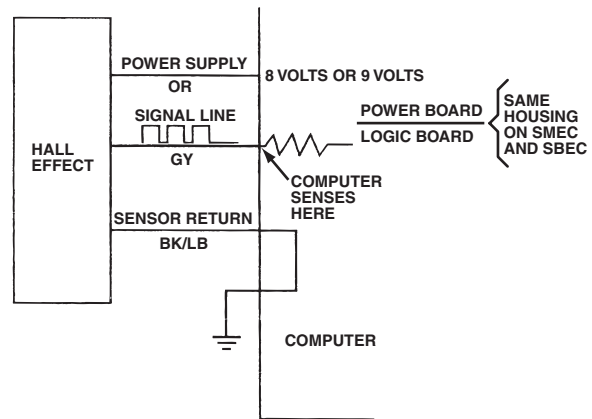 POWER SUPPLY
OR
8 VOLTS OR 9 VOLTS
SIGNAL LINE
GY
HALL
EFFECT
POWER BOARD
LOGIC BOARD
SAME
HOUSING
ON SMEC
AND SBEC
COMPUTER
SENSES
HERE
SENSOR RETURN
BK/LB
COMPUTER